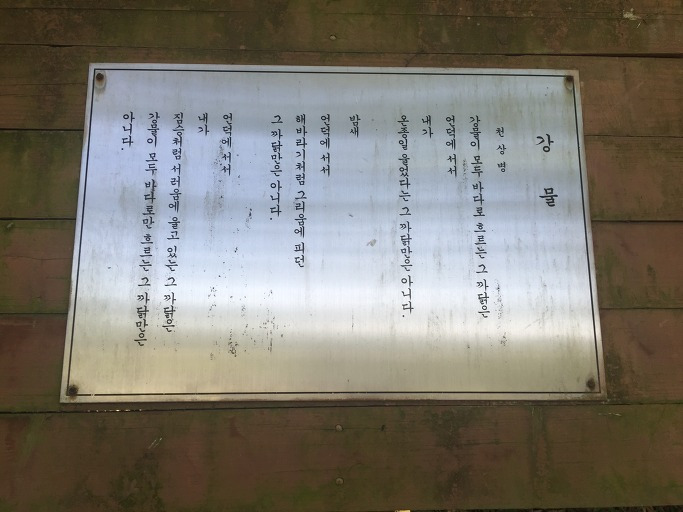 강 물
천 상 병
강물이 모두 바다로 흐르는 그 까닭은
언덕에 서서
내가
온종일 울었다는 그 까닭만은 아니다.
밤새
언덕에 서서
해바라기처럼 그리움에 피던
그 까닭만은 아니다.
언덕에 서서
내가
짐승처럼 서러움에 울고 있는 그 까닭은
강물이 모두 바다로만 흐르는 그 까닭만은
아니다.